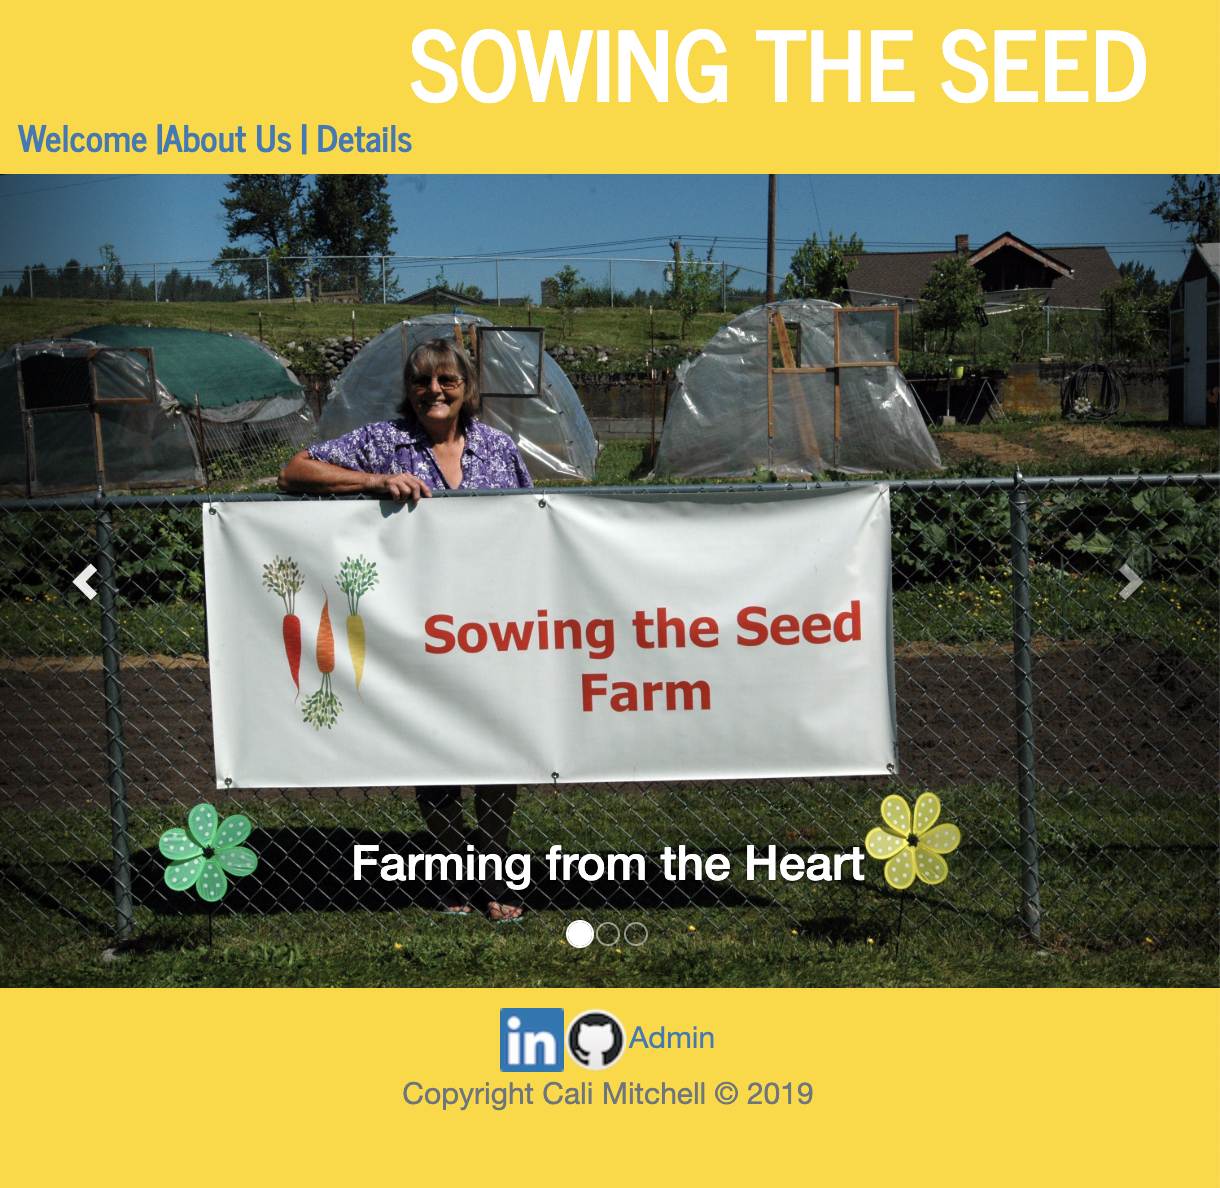 SOWING THE SEED
Welcome |About Us | Details
Sowing the Seed
Farm
Farming from the Heart
in Admin
Copyright Cali Mitchell © 2019